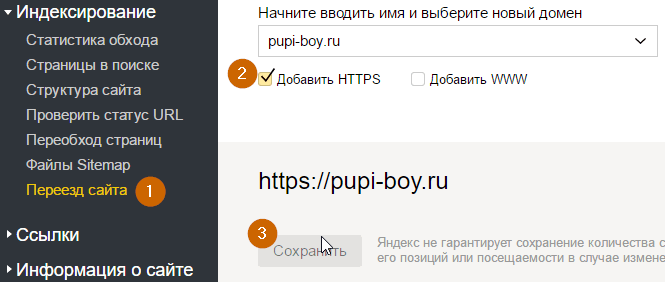 Индексирование
Статистика обхода
Страницы в поиске
Структура сайта
Проверить статус URL
Переобход страниц
Файлы Sitemap
Переезд сайта 1
Ссылки
Информация о сайте
Начните вводить имя и выберите новый домен
pupi-boy.ru
2 Добавить HTTPS Добавить WWW
https://pupi-boy.ru
3
Сохранить
Яндекс не гарантирует сохранение количества с
его позиций или посещаемости в случае измене